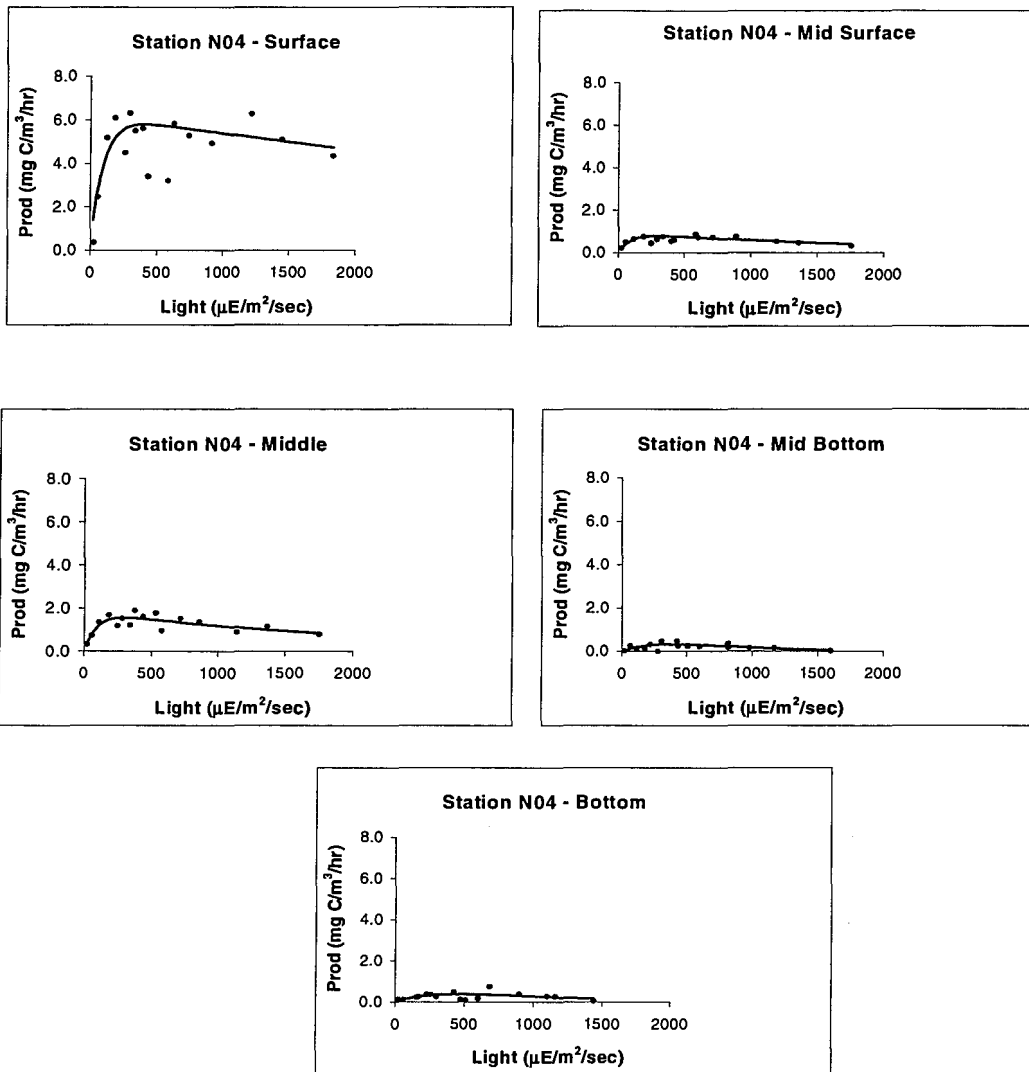 Station N04 - Surface
Prod (mg C/m³/hr)
8.0
6.0
4.0
2.0
0.0
0 500 1000 1500 2000
Light (µE/m²/sec)
Station N04 - Mid Surface
Prod (mg C/m³/hr)
8.0
6.0
4.0
2.0
0.0
0 500 1000 1500 2000
Light (µE/m²/sec)
Station N04 - Middle
Prod (mg C/m³/hr)
8.0
6.0
4.0
2.0
0.0
0 500 1000 1500 2000
Light (µE/m²/sec)
Station N04 - Mid Bottom
Prod (mg C/m³/hr)
8.0
6.0
4.0
2.0
0.0
0 500 1000 1500 2000
Light (µE/m²/sec)
Station N04 - Bottom
Prod (mg C/m³/hr)
8.0
6.0
4.0
2.0
0.0
0 500 1000 1500 2000
Light (µE/m²/sec)